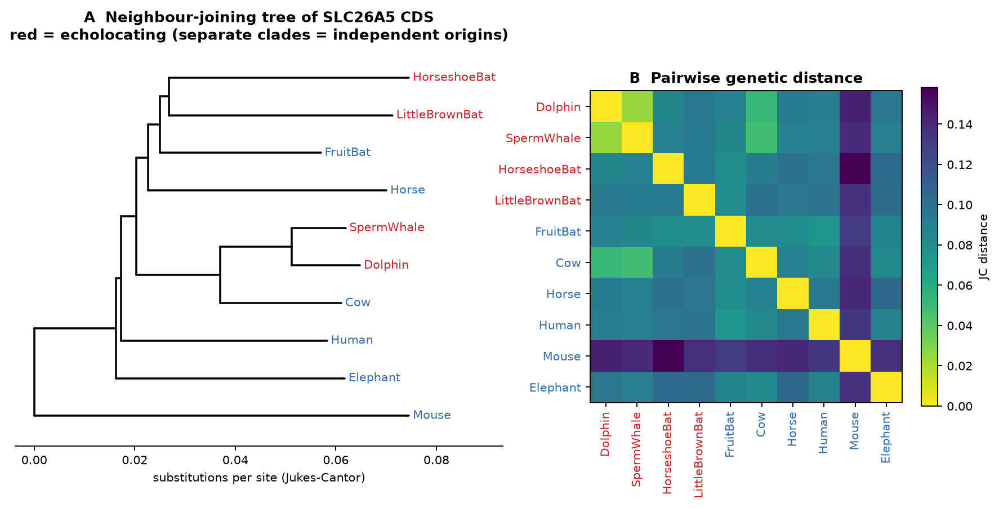 A  Neighbour-joining tree of SLC26A5 CDS
red = echolocating (separate clades = independent origins)
HorseshoeBat
LittleBrownBat
FruitBat
Horse
SpermWhale
Dolphin
Cow
Human
Elephant
Mouse
0.00 0.02 0.04 0.06 0.08
substitutions per site (Jukes-Cantor)
B  Pairwise genetic distance
Dolphin
SpermWhale
HorseshoeBat
LittleBrownBat
FruitBat
Cow
Horse
Human
Mouse
Elephant
Dolphin
SpermWhale
HorseshoeBat
LittleBrownBat
FruitBat
Cow
Horse
Human
Mouse
Elephant
0.14
0.12
0.10
0.08
0.06
0.04
0.02
0.00
JC distance